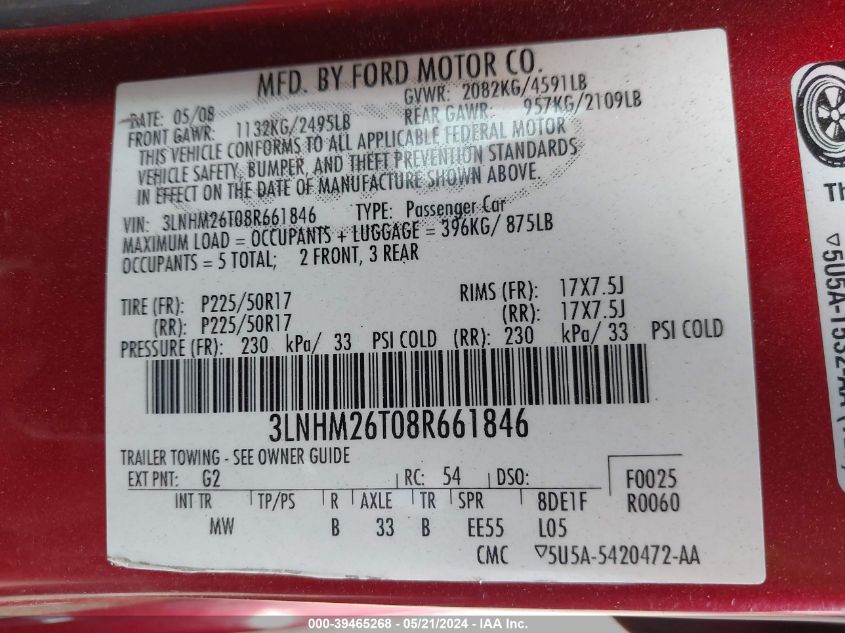 MFD. BY FORD MOTOR CO.
DATE: 05/08 GVWR: 2082KG/4591LB
FRONT GAWR: 1132KG/2495LB REAR GAWR: 957KG/2109LB
THIS VEHICLE CONFORMS TO ALL APPLICABLE FEDERAL MOTOR
VEHICLE SAFETY, BUMPER, AND THEFT PREVENTION STANDARDS
IN EFFECT ON THE DATE OF MANUFACTURE SHOWN ABOVE.
VIN: 3LNHM26T08R661846 TYPE: Passenger Car
MAXIMUM LOAD = OCCUPANTS + LUGGAGE = 396KG/ 875LB
OCCUPANTS = 5 TOTAL; 2 FRONT, 3 REAR
TIRE (FR): P225/50R17 RIMS (FR): 17X7.5J
(RR): P225/50R17 (RR): 17X7.5J
PRESSURE (FR): 230 kPa/ 33 PSI COLD (RR): 230 kPa/ 33 PSI COLD
3LNHM26T08R661846
TRAILER TOWING - SEE OWNER GUIDE
EXT PNT: G2 RC: 54 DSO: F0025
INT TR TP/PS R AXLE TR SPR 8DE1F R0060
MW B 33 B EE55 L05
CMC ▽5U5A-5420472-AA
Th
▽5U5A-1532-AA
000-39465268 - 05/21/2024 - IAA Inc.